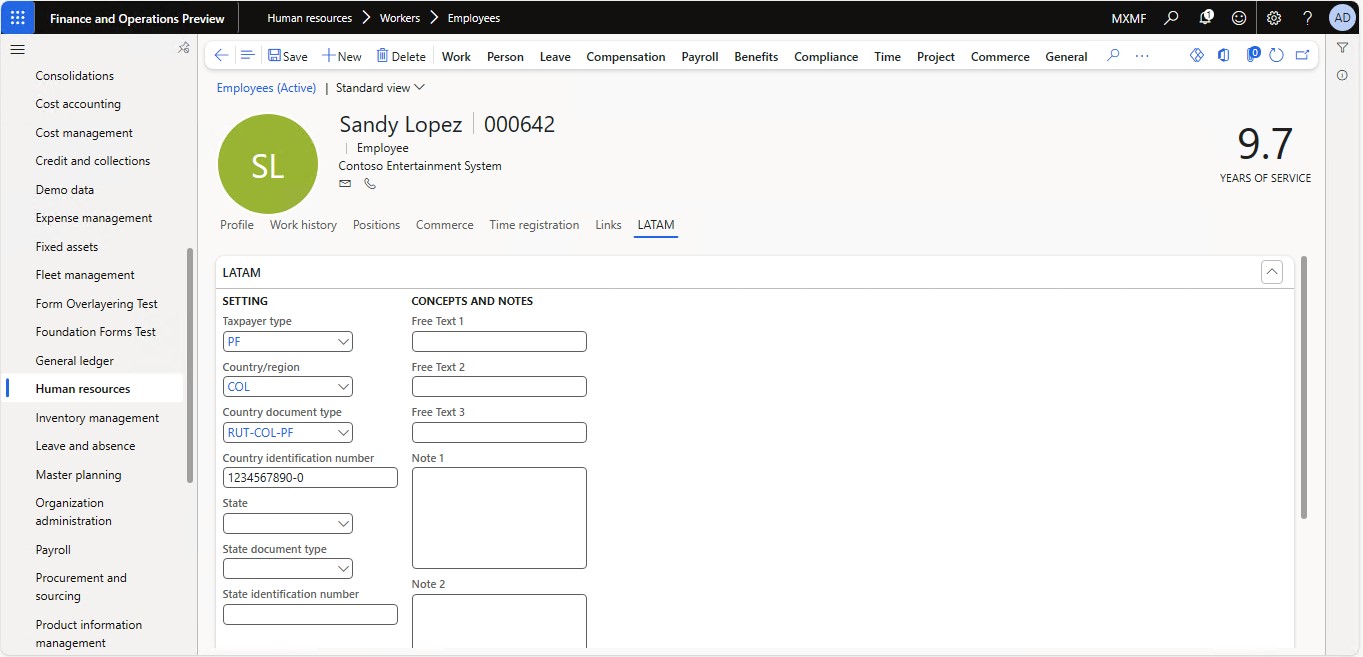 Finance and Operations Preview
Human resources Workers Employees
MXMF
1
? AD
Consolidations
Cost accounting
Cost management
Credit and collections
Demo data
Expense management
Fixed assets
Fleet management
Form Overlayering Test
Foundation Forms Test
General ledger
Human resources
Inventory management
Leave and absence
Master planning
Organization
administration
Payroll
Procurement and
sourcing
Product information
management
Save New Delete Work Person Leave Compensation Payroll Benefits Compliance Time Project Commerce General ...
0
Employees (Active) | Standard view
SL
Sandy Lopez | 000642
| Employee
Contoso Entertainment System
9.7
YEARS OF SERVICE
Profile Work history Positions Commerce Time registration Links LATAM
LATAM
SETTING
Taxpayer type
PF
Country/region
COL
Country document type
RUT-COL-PF
Country identification number
1234567890-0
State
State document type
State identification number
CONCEPTS AND NOTES
Free Text 1
Free Text 2
Free Text 3
Note 1
Note 2